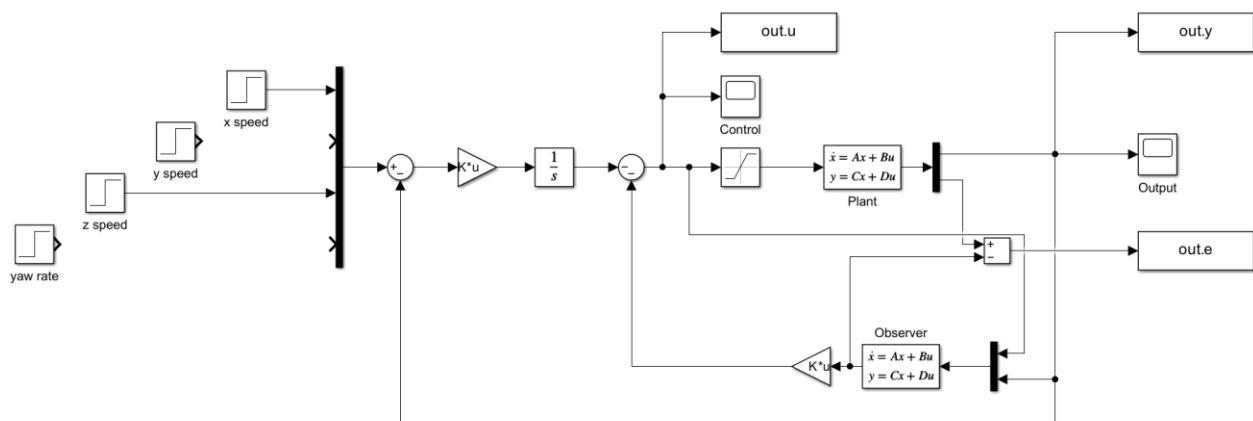 out.u
out.y
x speed
Control
y speed
+
−
K*u
1
s
−
−
ẋ = Ax + Bu
y = Cx + Du
Plant
Output
z speed
+
−
out.e
yaw rate
Observer
K*u
ẋ = Ax + Bu
y = Cx + Du